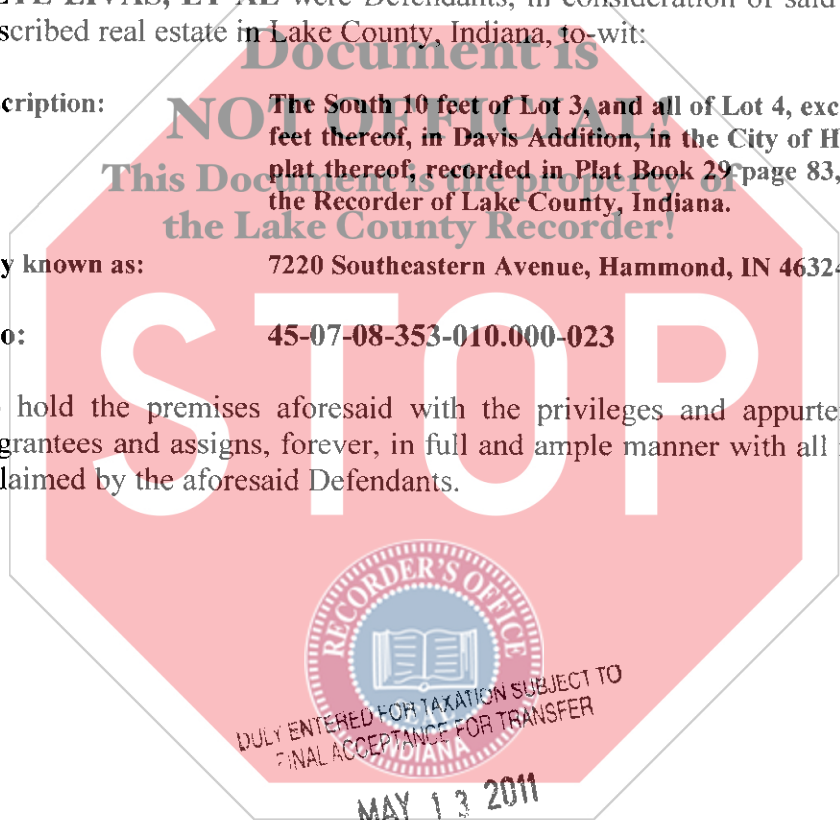 LIVAS, ET AL were Defendants, in consideration of said
scribed real estate in Lake County, Indiana, to-wit:
Document is
cription: The South 10 feet of Lot 3, and all of Lot 4, exc
NOT OFFICIAL!
feet thereof, in Davis Addition, in the City of H
This Document is the property of
plat thereof, recorded in Plat Book 29 page 83,
the Recorder of Lake County, Indiana.
the Lake County Recorder!
y known as: 7220 Southeastern Avenue, Hammond, IN 46324
o: 45-07-08-353-010.000-023
STOP
hold the premises aforesaid with the privileges and appurte
grantees and assigns, forever, in full and ample manner with all
laimed by the aforesaid Defendants.
RECORDER'S OFFICE
SEAL
INDIANA
DULY ENTERED FOR TAXATION SUBJECT TO
FINAL ACCEPTANCE FOR TRANSFER
MAY 13 2011